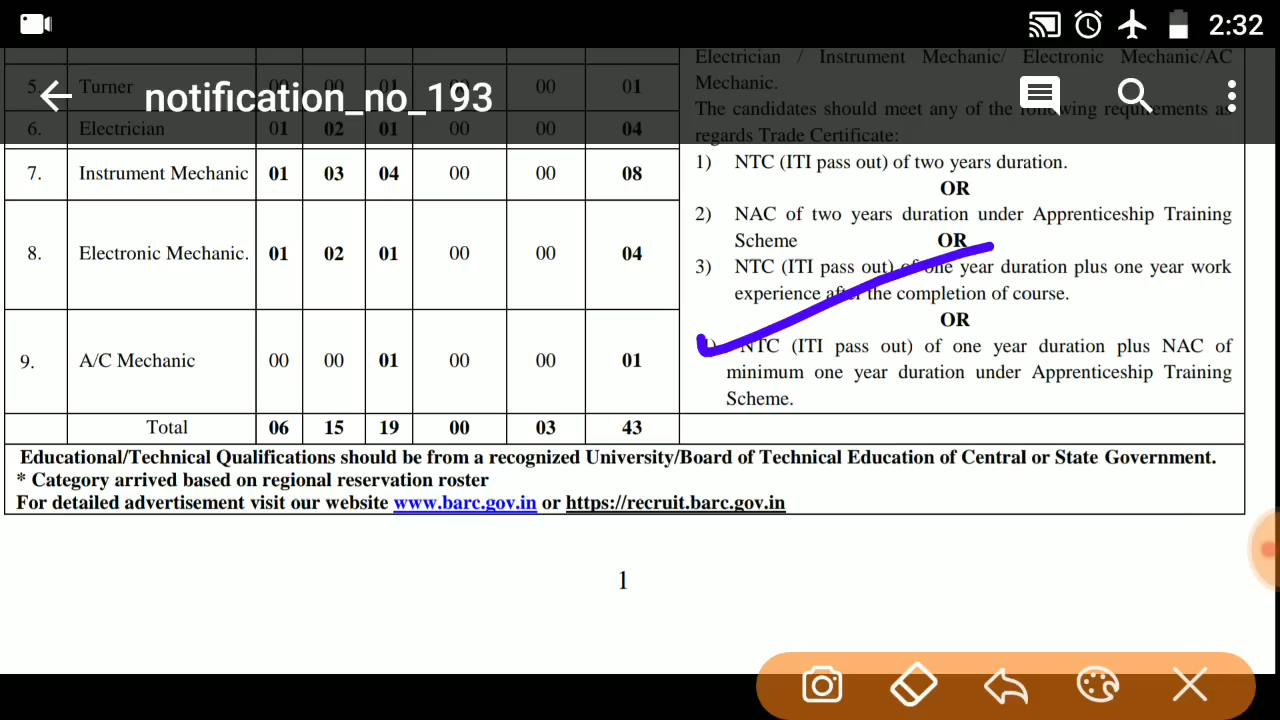 2:32
Electrician / Instrument Mechanic/ Electronic Mechanic/AC
Mechanic.
5. Turner 00 00 01 00 00 01
notification_no_193
The candidates should meet any of the following requirements as
regards Trade Certificate:
6. Electrician 01 02 01 00 00 04
7. Instrument Mechanic 01 03 04 00 00 08
8. Electronic Mechanic. 01 02 01 00 00 04
9. A/C Mechanic 00 00 01 00 00 01
1) NTC (ITI pass out) of two years duration.
OR
2) NAC of two years duration under Apprenticeship Training
Scheme OR
3) NTC (ITI pass out) of one year duration plus one year work
experience after the completion of course.
OR
4) NTC (ITI pass out) of one year duration plus NAC of
minimum one year duration under Apprenticeship Training
Scheme.
Total 06 15 19 00 03 43
Educational/Technical Qualifications should be from a recognized University/Board of Technical Education of Central or State Government.
* Category arrived based on regional reservation roster
For detailed advertisement visit our website www.barc.gov.in or https://recruit.barc.gov.in
1